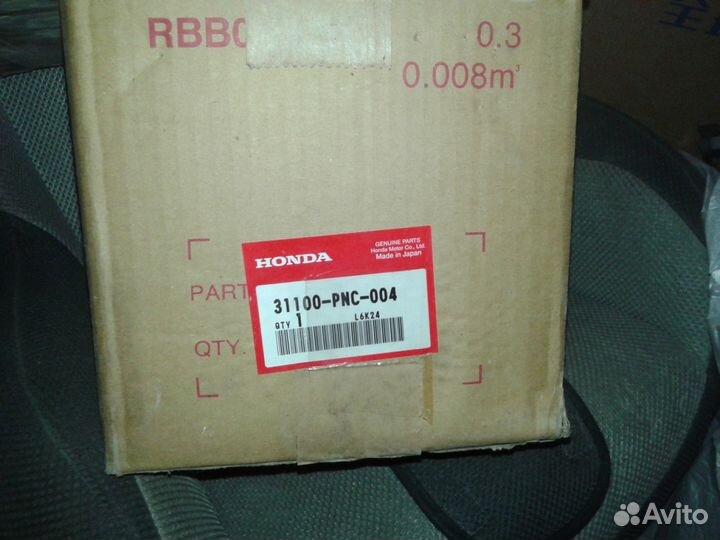 RBB0
0.3
0.008m³
HONDA
GENUINE PARTS
Honda Motor Co., Ltd.
Made in Japan
PART
31100-PNC-004
QTY 1
L6K24
QTY.
Avito